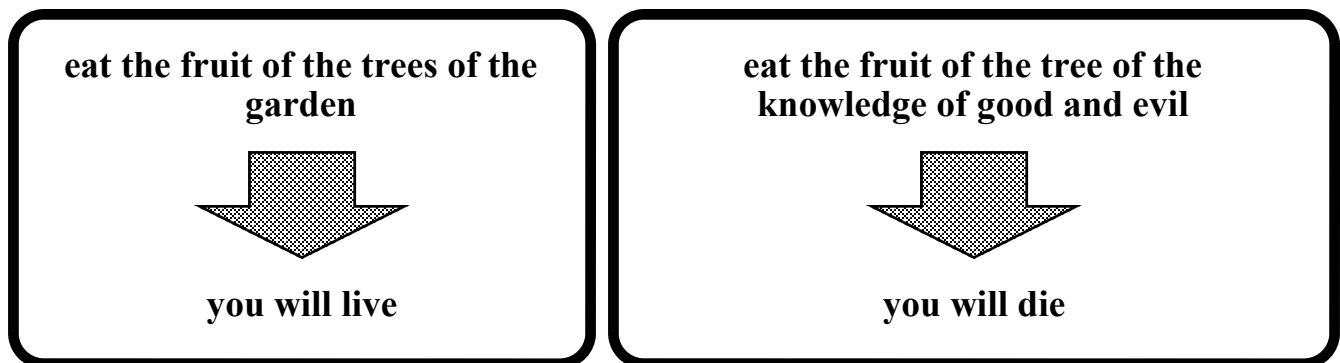 eat the fruit of the trees of the
garden
you will live
eat the fruit of the tree of the
knowledge of good and evil
you will die